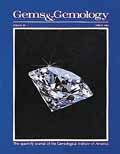 Gems&Gemology
The quarterly journal of the Gemological Institute of America